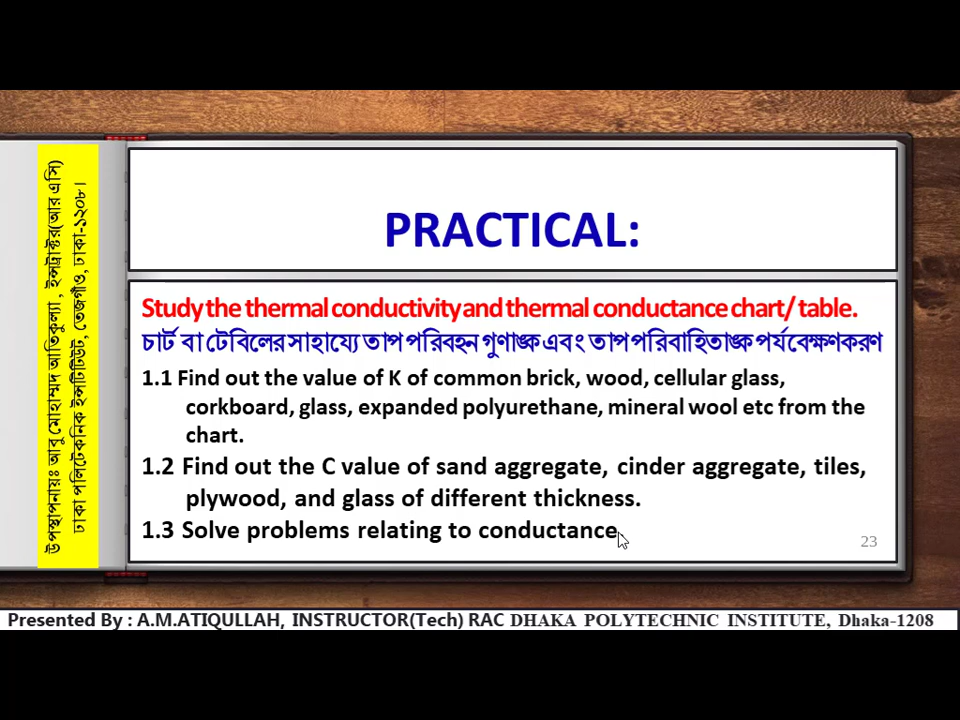 PRACTICAL:
Study the thermal conductivity and thermal conductance chart/ table.
চার্ট বা টেবিলের সাহায্যে তাপ পরিবহন গুণাঙ্ক এবং তাপ পরিবাহিতাঙ্ক পর্যবেক্ষণকরণ
1.1 Find out the value of K of common brick, wood, cellular glass,
corkboard, glass, expanded polyurethane, mineral wool etc from the
chart.
1.2 Find out the C value of sand aggregate, cinder aggregate, tiles,
plywood, and glass of different thickness.
1.3 Solve problems relating to conductance.
23
উপস্থাপনায়ঃ আবু মোহাম্মদ আতিকুল্যা , ইন্সট্রাক্টর(আর এসি)
ঢাকা পলিটেকনিক ইন্সটিটিউট, তেজগাঁও, ঢাকা-১২০৮।
Presented By : A.M.ATIQULLAH, INSTRUCTOR(Tech) RAC DHAKA POLYTECHNIC INSTITUTE, Dhaka-1208